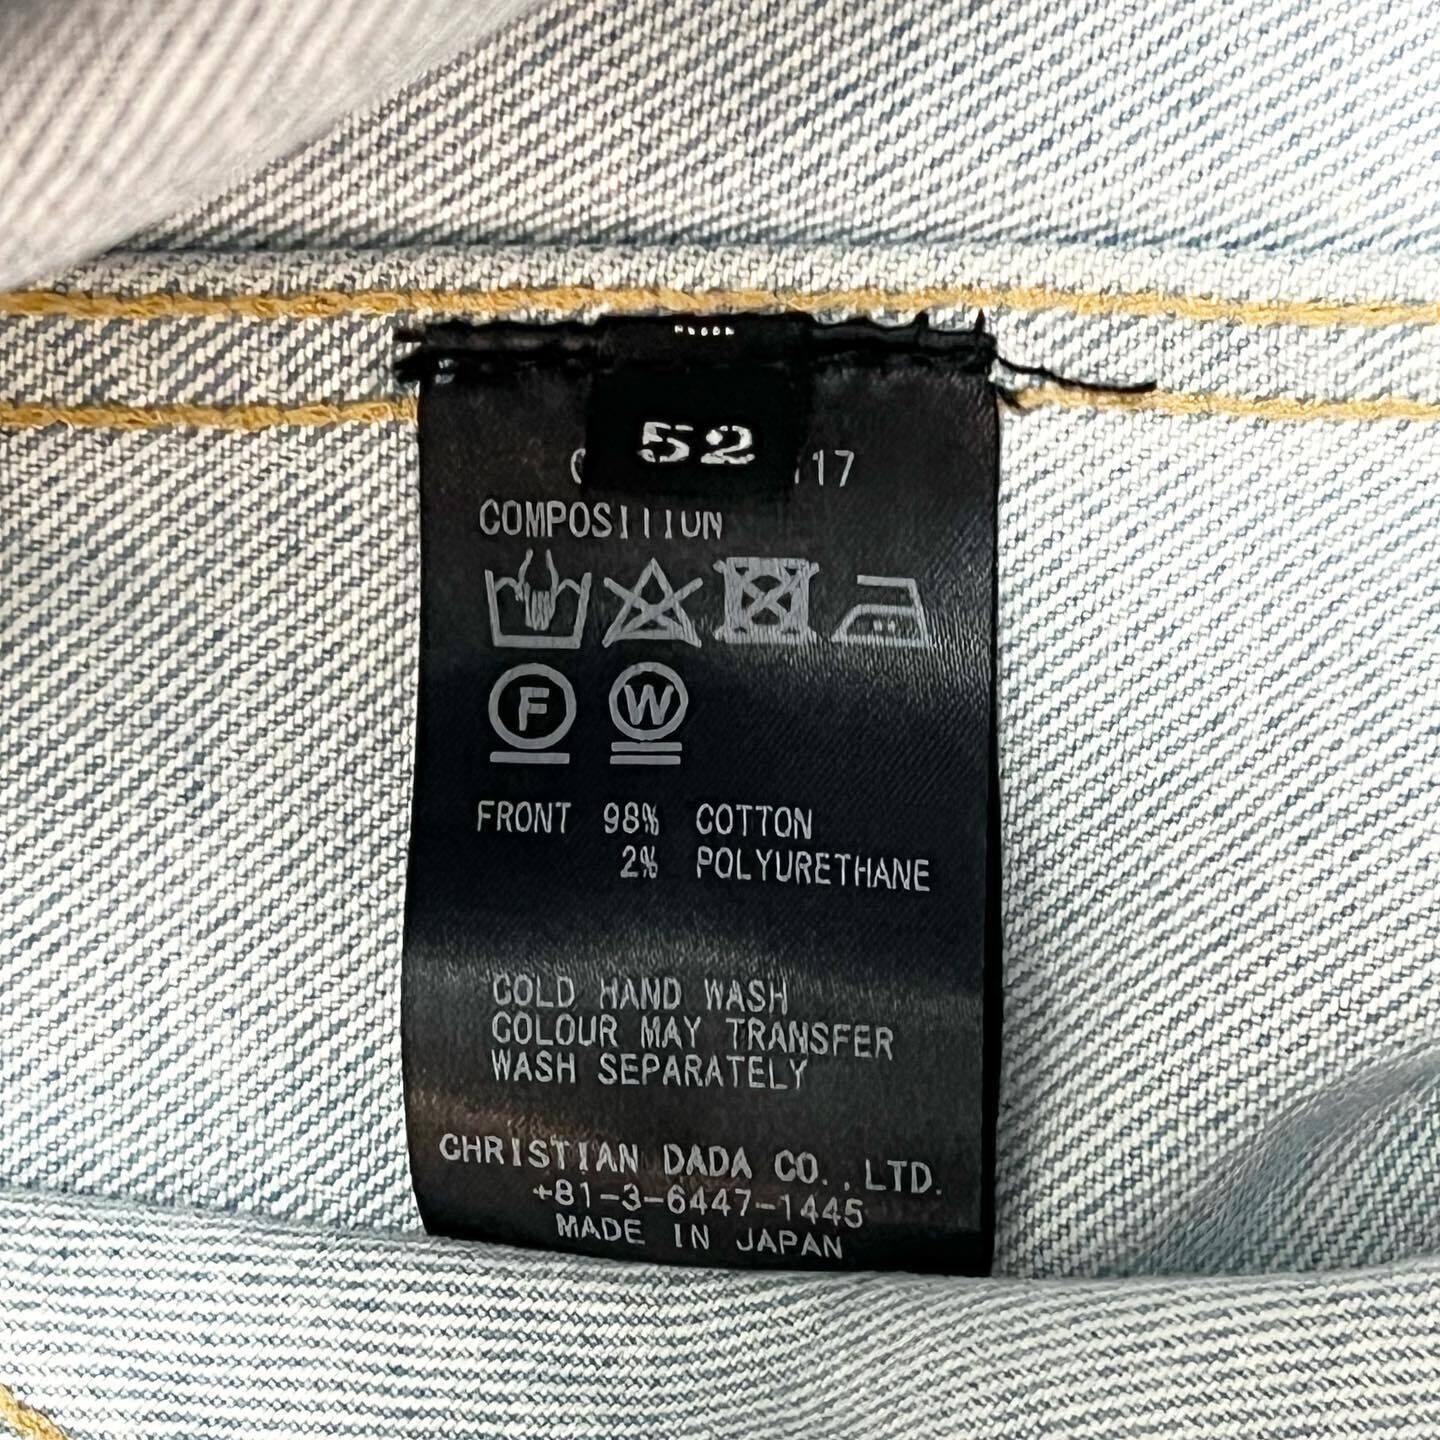 52
17
COMPOSITION
F W
FRONT 98% COTTON
2% POLYURETHANE
COLD HAND WASH
COLOUR MAY TRANSFER
WASH SEPARATELY
CHRISTIAN DADA CO., LTD.
+81-3-6447-1445
MADE IN JAPAN